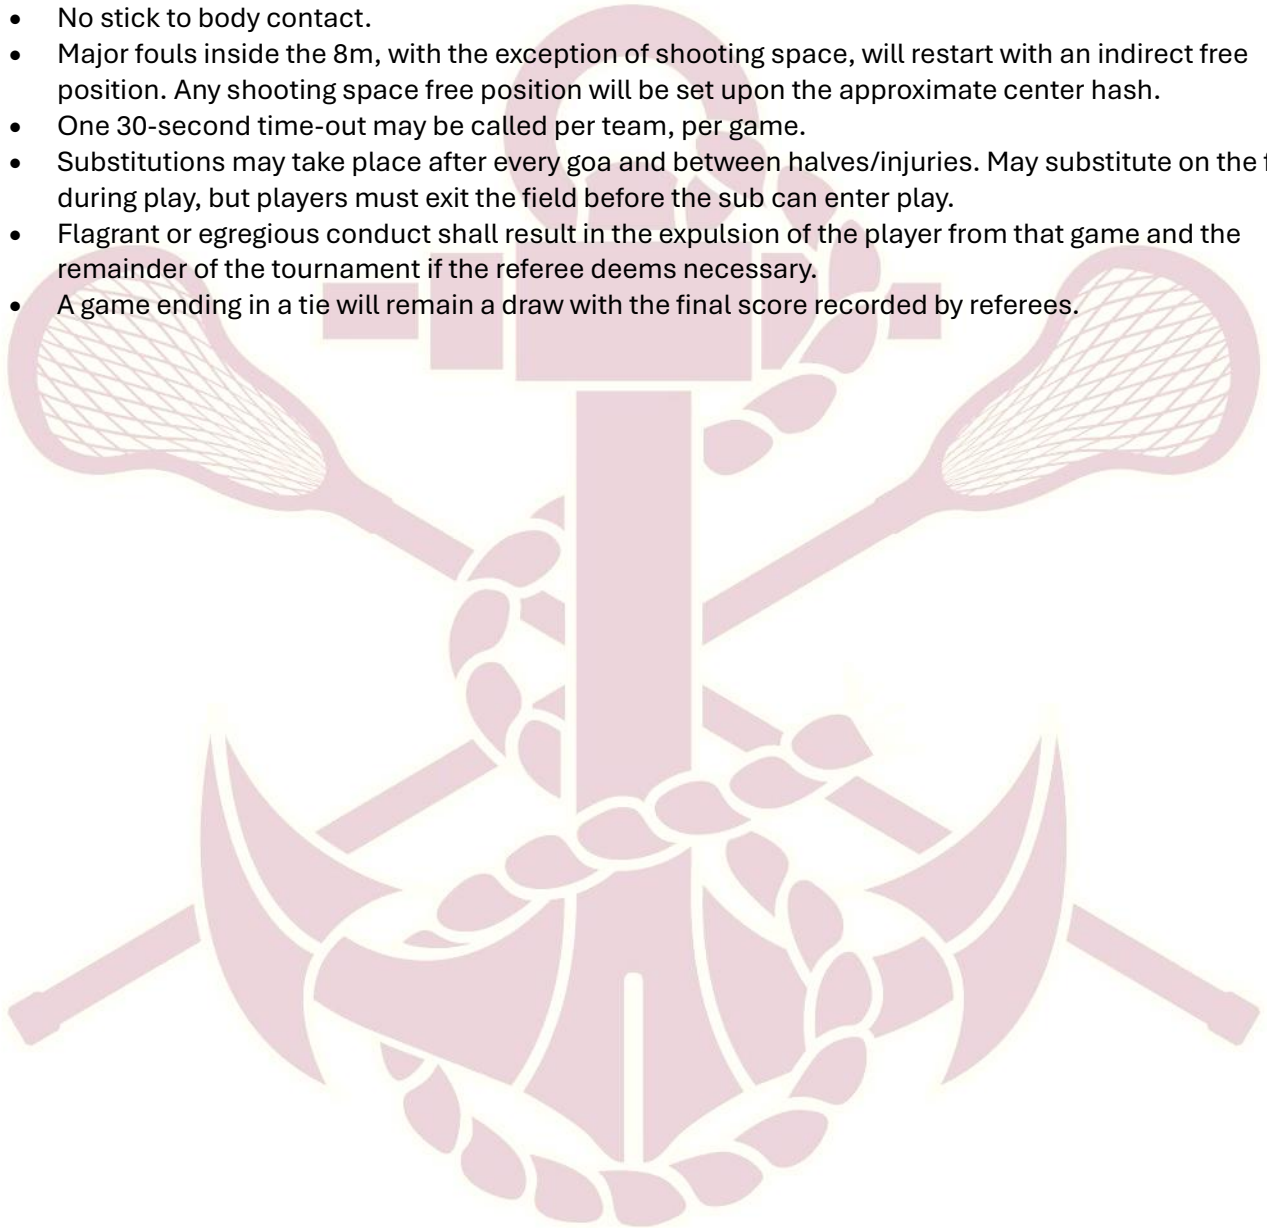 • No stick to body contact.
• Major fouls inside the 8m, with the exception of shooting space, will restart with an indirect free
position. Any shooting space free position will be set upon the approximate center hash.
• One 30-second time-out may be called per team, per game.
• Substitutions may take place after every goa and between halves/injuries. May substitute on the
during play, but players must exit the field before the sub can enter play.
• Flagrant or egregious conduct shall result in the expulsion of the player from that game and the
remainder of the tournament if the referee deems necessary.
• A game ending in a tie will remain a draw with the final score recorded by referees.